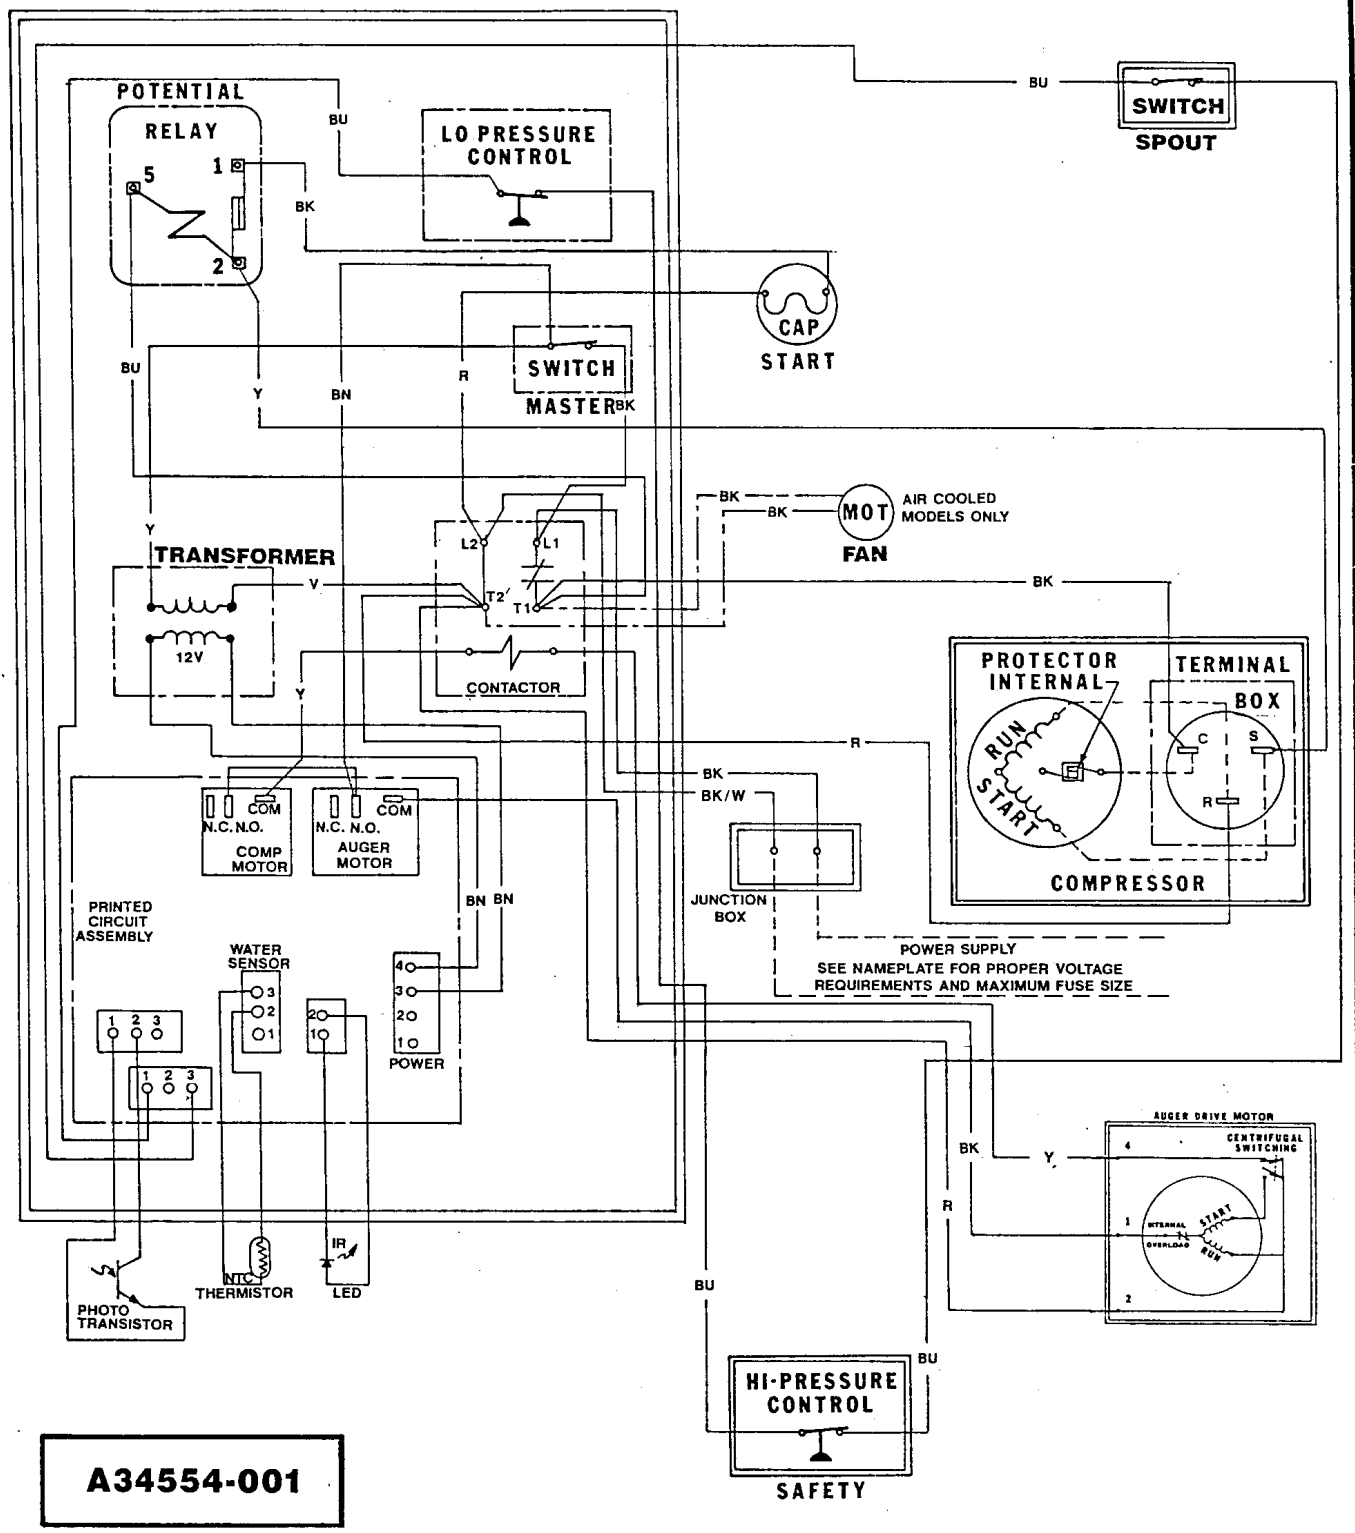 BU
SWITCH
SPOUT
POTENTIAL
RELAY
1
5
2
BU
BK
LO PRESSURE
CONTROL
CAP
START
SWITCH
MASTER
BK
BU
Y
BN
R
Y
TRANSFORMER
12V
V
L2
L1
T2
T1
CONTACTOR
Y
BK
BK
MOT
FAN
AIR COOLED
MODELS ONLY
BK
PROTECTOR
INTERNAL
TERMINAL
BOX
RUN
START
C
S
R
COMPRESSOR
R
BK
BK/W
JUNCTION
BOX
POWER SUPPLY
SEE NAMEPLATE FOR PROPER VOLTAGE
REQUIREMENTS AND MAXIMUM FUSE SIZE
COM
N.C. N.O.
COMP
MOTOR
COM
N.C. N.O.
AUGER
MOTOR
BN BN
PRINTED
CIRCUIT
ASSEMBLY
WATER
SENSOR
3
2
1
2
1
4
3
2
1
POWER
1 2 3
1 2 3
AUGER DRIVE MOTOR
4
CENTRIFUGAL
SWITCHING
BK
Y
R
1
INTERNAL
OVERLOAD
START
RUN
2
IR
LED
NTC
THERMISTOR
PHOTO
TRANSISTOR
BU
BU
HI-PRESSURE
CONTROL
SAFETY
A34554-001